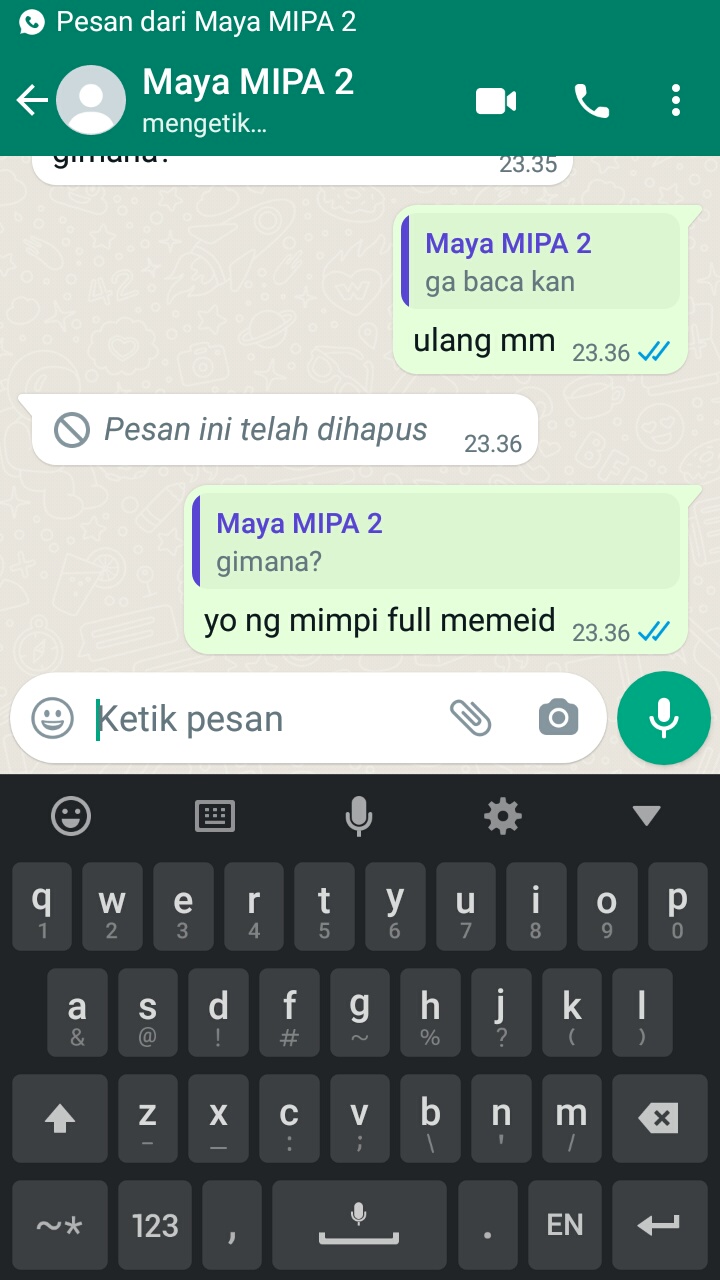 Pesan dari Maya MIPA 2
Maya MIPA 2
mengetik...
gimana?
23.35
Maya MIPA 2
ga baca kan
ulang mm 23.36
Pesan ini telah dihapus 23.36
Maya MIPA 2
gimana?
yo ng mimpi full memeid 23.36
Ketik pesan
q w e r t y u i o p
1 2 3 4 5 6 7 8 9 0
a s d f g h j k l
& @ ! # ~ % ? ( )
z x c v b n m
- _ : ; \ ' /
~* 123 , . EN